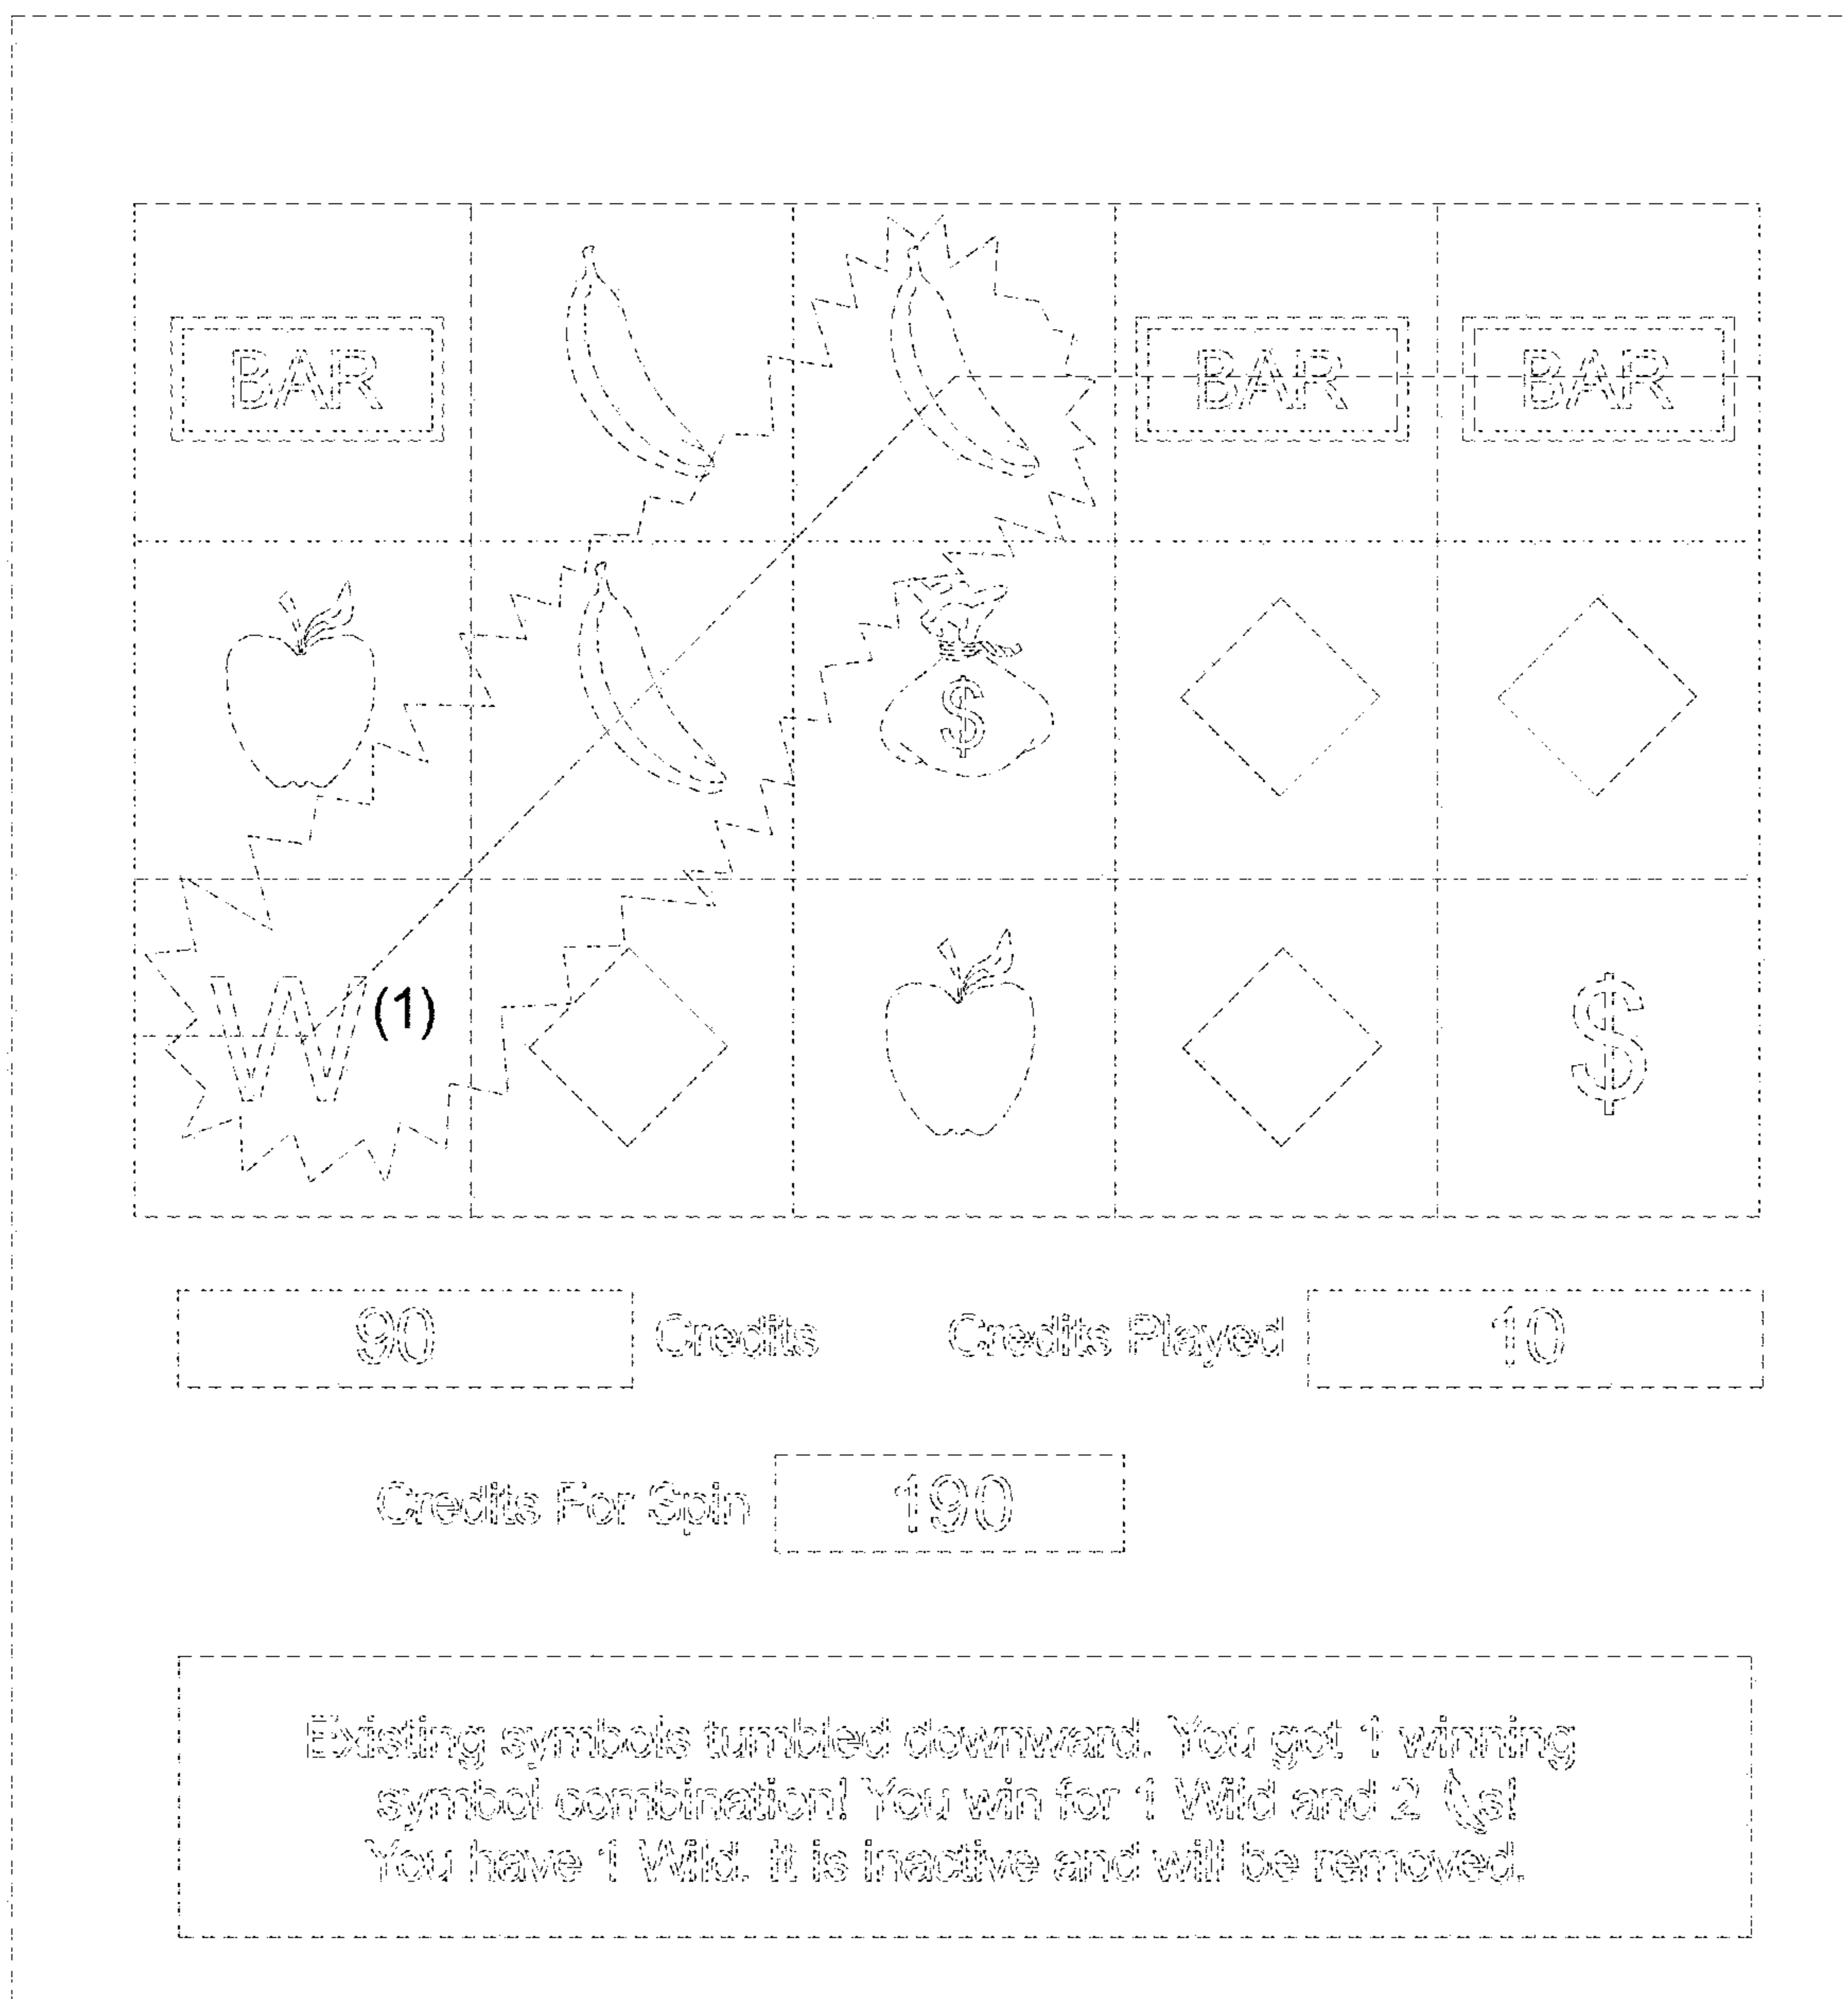 BAR BAR BAR
$
W (1) $
90 Credits Credits Played 10
Credits For Spin 190
Existing symbols tumbled downward. You got 1 winning
symbol combination! You win for 1 Wild and 2 s!
You have 1 Wild. It is inactive and will be removed.